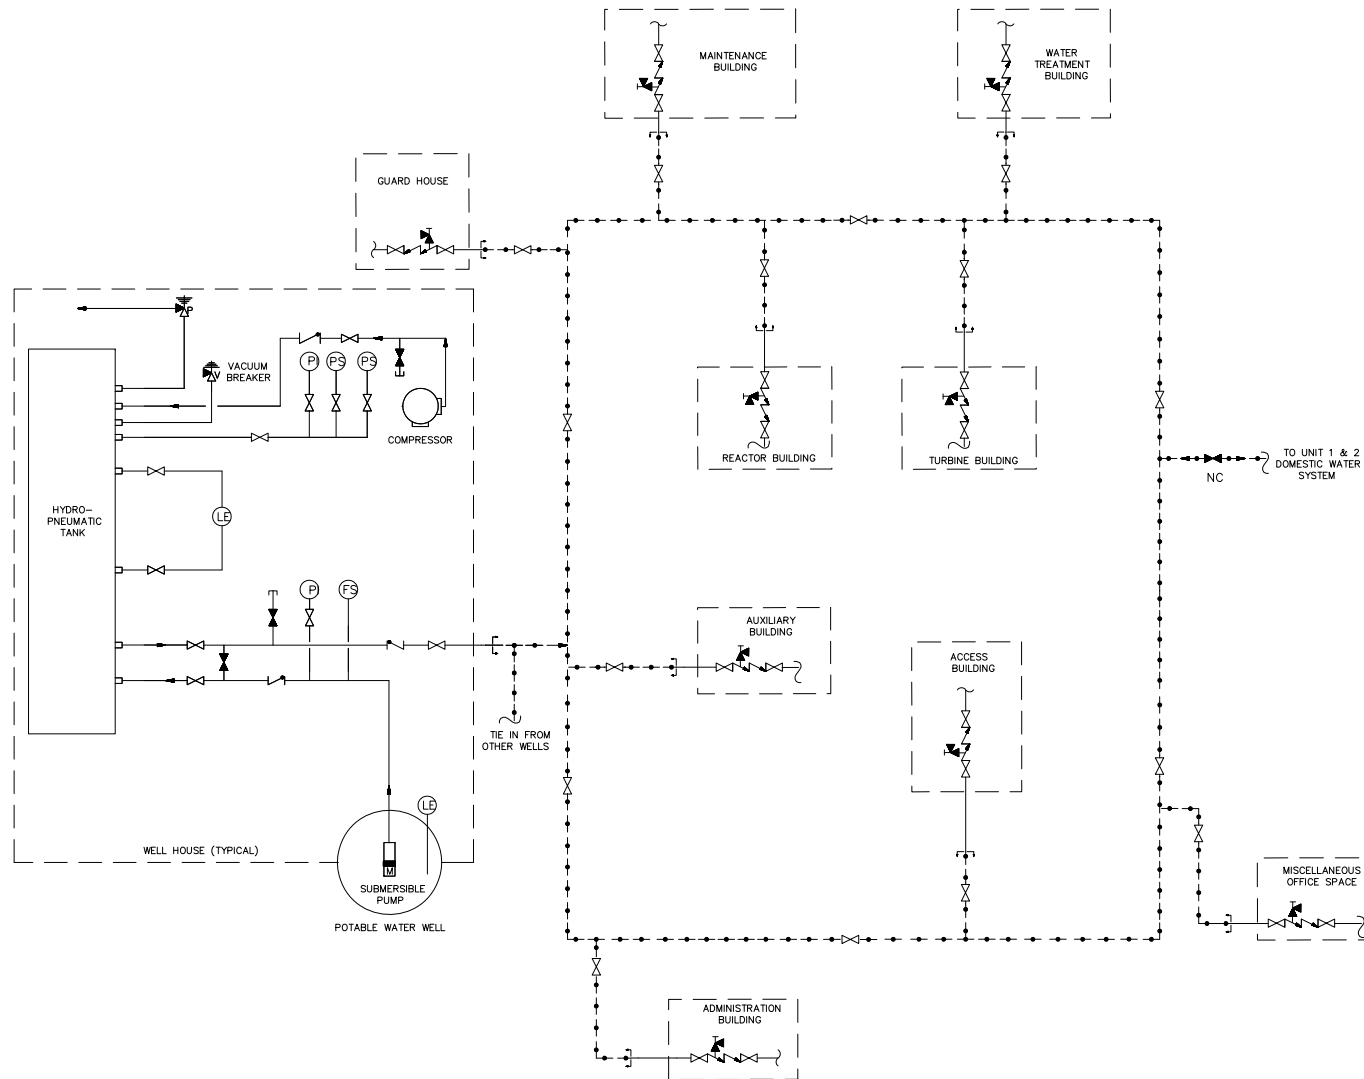 MAINTENANCE
BUILDING
WATER
TREATMENT
BUILDING
GUARD HOUSE
P
VACUUM
BREAKER
V
PI
PS
PS
COMPRESSOR
REACTOR BUILDING
TURBINE BUILDING
TO UNIT 1 & 2
DOMESTIC WATER
SYSTEM
NC
HYDRO-
PNEUMATIC
TANK
LE
PI
FS
AUXILIARY
BUILDING
ACCESS
BUILDING
TIE IN FROM
OTHER WELLS
LE
WELL HOUSE (TYPICAL)
M
SUBMERSIBLE
PUMP
POTABLE WATER WELL
MISCELLANEOUS
OFFICE SPACE
ADMINISTRATION
BUILDING